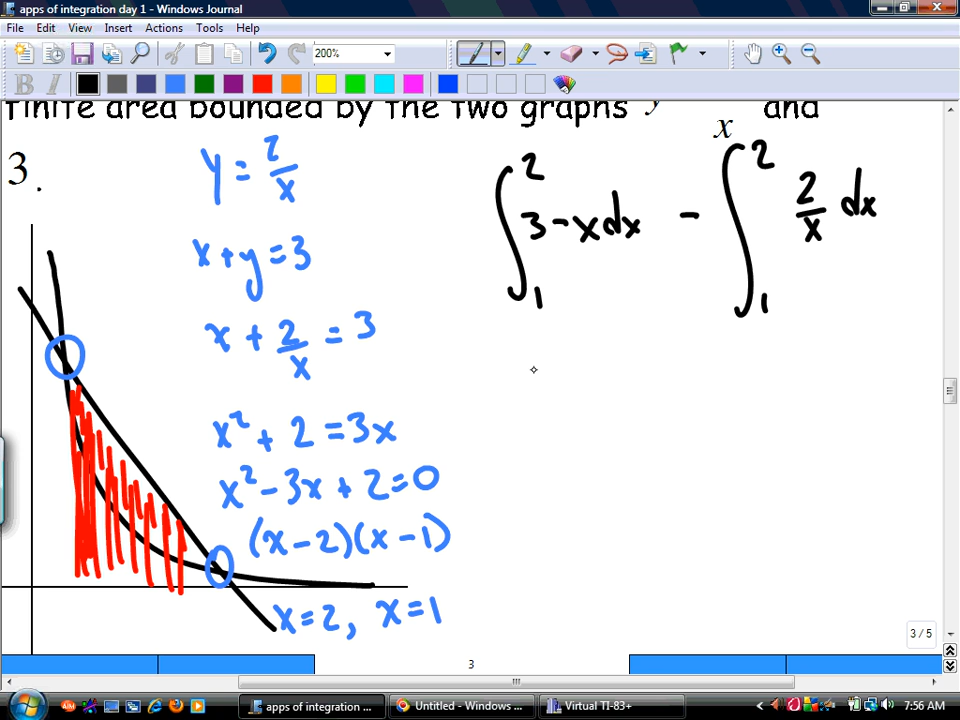 apps of integration day 1 - Windows Journal
File Edit View Insert Actions Tools Help
200%
B I
finite area bounded by the two graphs y and
x
3.
y = 2/x
x + y = 3
x + 2/x = 3
x² + 2 = 3x
x² - 3x + 2 = 0
(x - 2)(x - 1)
x = 2, x = 1
∫₁² 3 - x dx - ∫₁² 2/x dx
3 / 5
3
apps of integration ... Untitled - Windows ... Virtual TI-83+ 7:56 AM